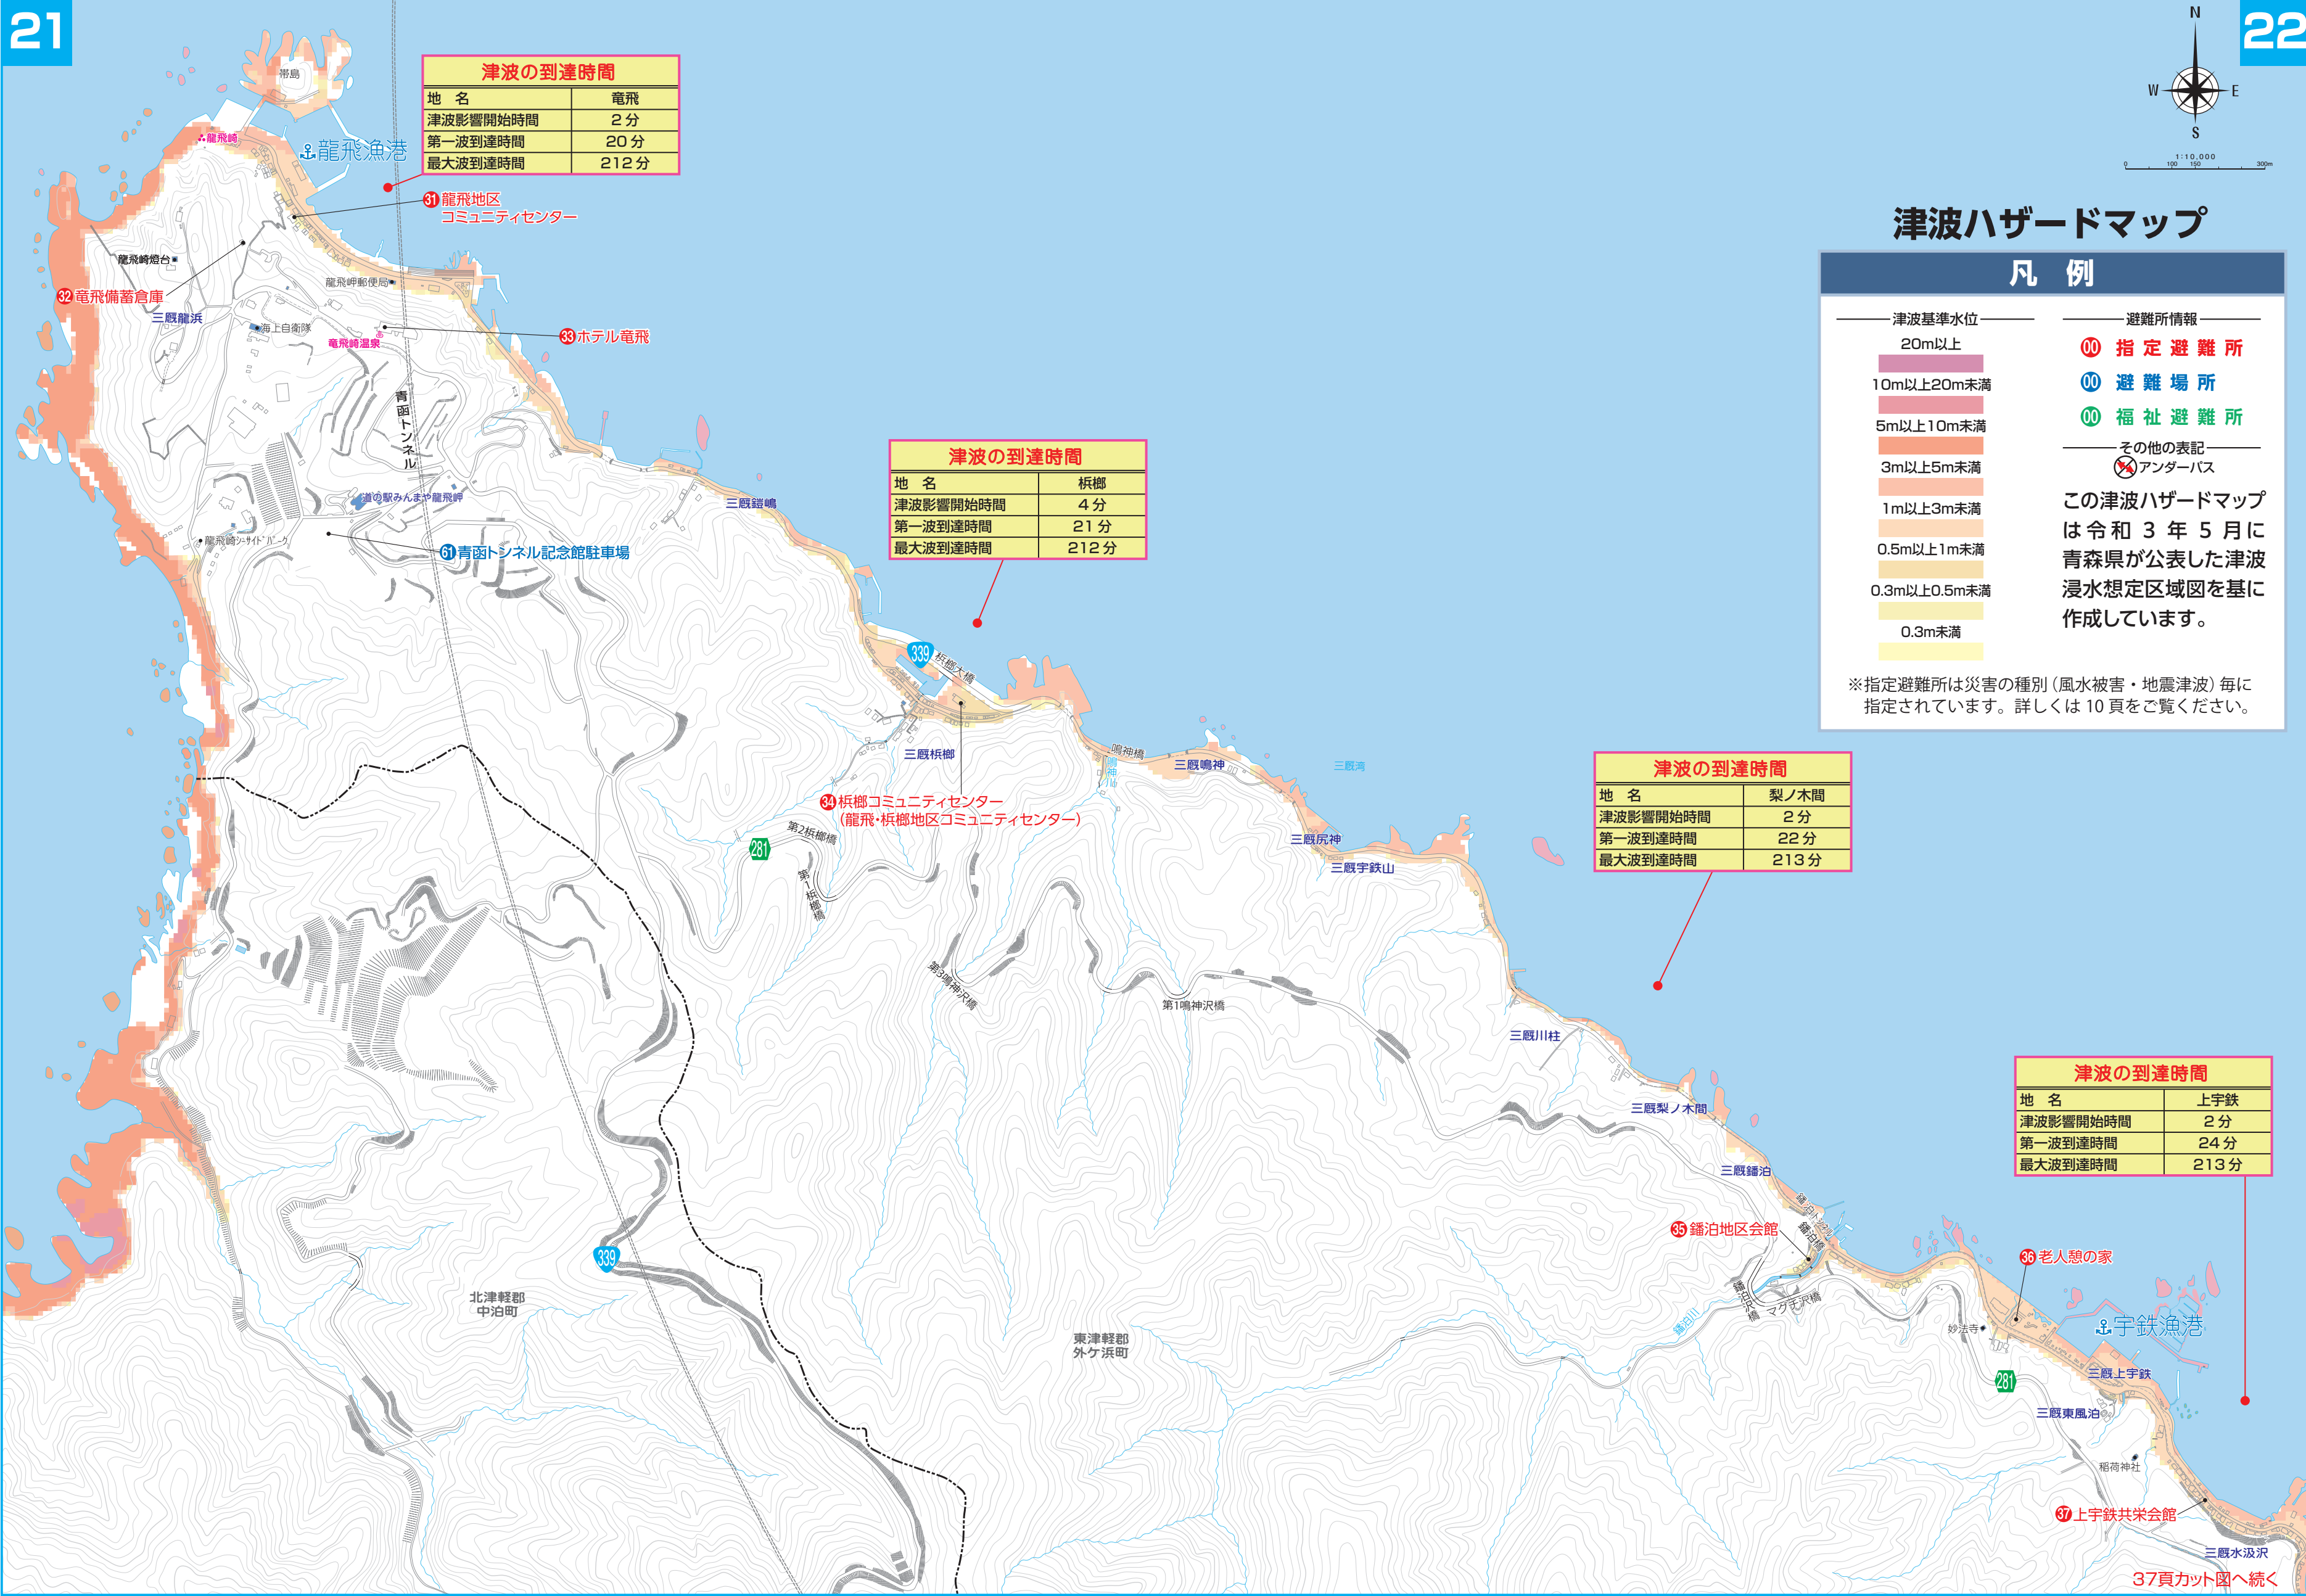 21
22
N
W
E
S
1:10,000
0 100 150 300m
津波ハザードマップ
凡 例
津波基準水位
20m以上
10m以上20m未満
5m以上10m未満
3m以上5m未満
1m以上3m未満
0.5m以上1m未満
0.3m以上0.5m未満
0.3m未満
避難所情報
00 指定避難所
00 避難場所
00 福祉避難所
その他の表記
アンダーパス
この津波ハザードマップ
は令和3年5月に
青森県が公表した津波
浸水想定区域図を基に
作成しています。
※指定避難所は災害の種別(風水被害・地震津波)毎に
指定されています。詳しくは10頁をご覧ください。
津波の到達時間
地 名 竜飛
津波影響開始時間 2分
第一波到達時間 20分
最大波到達時間 212分
帯島
龍飛崎
龍飛漁港
31 龍飛地区
コミュニティセンター
龍飛崎燈台
32 竜飛備蓄倉庫
三厩龍浜
龍飛岬郵便局
海上自衛隊
竜飛崎温泉
33 ホテル竜飛
青函トンネル
道の駅みんまや龍飛岬
龍飛崎シーサイドパーク
61 青函トンネル記念館駐車場
三厩鎧嶋
津波の到達時間
地 名 梹榔
津波影響開始時間 4分
第一波到達時間 21分
最大波到達時間 212分
339
梹榔大橋
三厩梹榔
34 梹榔コミュニティセンター
(龍飛・梹榔地区コミュニティセンター)
281
第2梹榔橋
第1梹榔橋
鳴神橋
鳴神川
三厩鳴神
三厩湾
三厩尻神
三厩宇鉄山
第3鳴神沢橋
第1鳴神沢橋
津波の到達時間
地 名 梨ノ木間
津波影響開始時間 2分
第一波到達時間 22分
最大波到達時間 213分
三厩川柱
三厩梨ノ木間
三厩鐇泊
鐇泊トンネル
鐇泊橋
35 鐇泊地区会館
鐇泊沢橋
マグチ沢橋
鐇泊川
津波の到達時間
地 名 上宇鉄
津波影響開始時間 2分
第一波到達時間 24分
最大波到達時間 213分
36 老人憩の家
妙法寺
宇鉄漁港
281
三厩上宇鉄
三厩東風泊
稲荷神社
37 上宇鉄共栄会館
三厩水汲沢
339
北津軽郡
中泊町
東津軽郡
外ケ浜町
37頁カット図へ続く